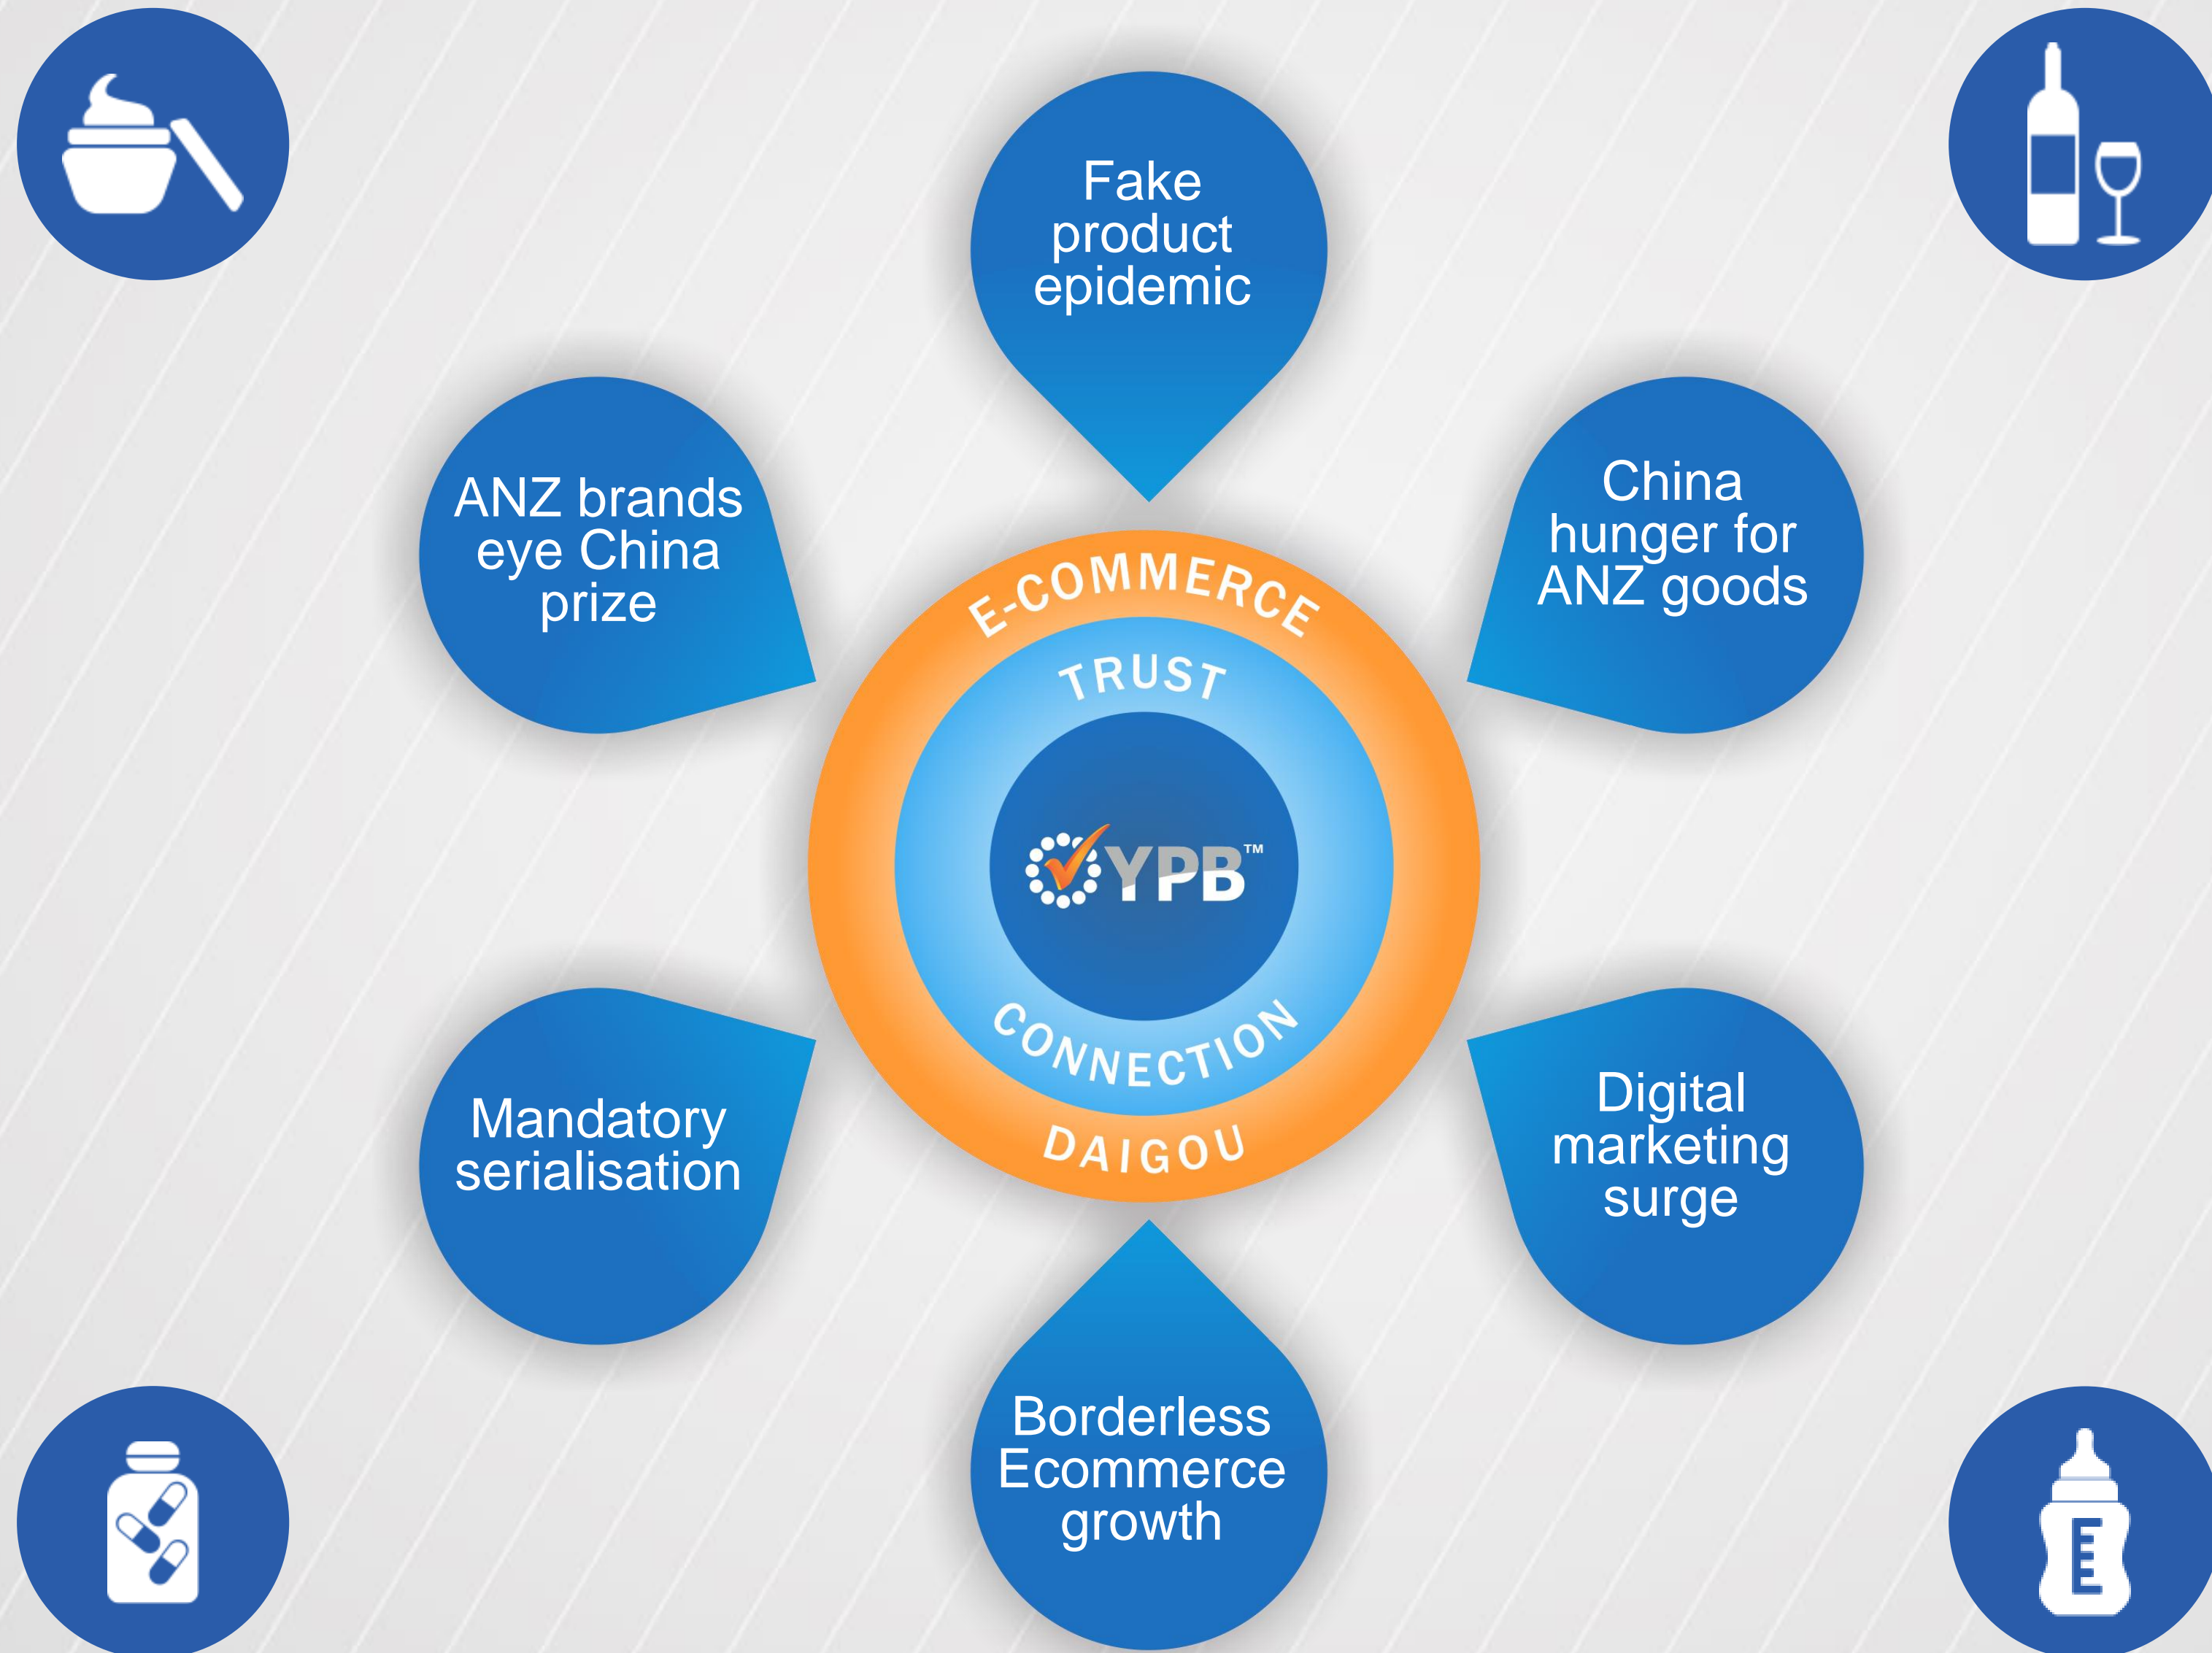 Fake
product
epidemic
ANZ brands
eye China
prize
China
hunger for
ANZ goods
E-COMMERCE
TRUST
YPB™
CONNECTION
DAIGOU
Mandatory
serialisation
Digital
marketing
surge
Borderless
Ecommerce
growth